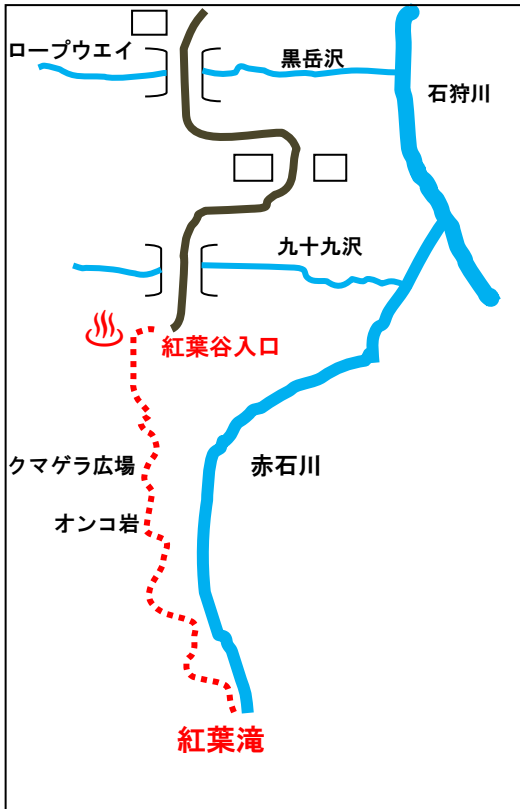 ロープウエイ
黒岳沢
石狩川
九十九沢
紅葉谷入口
クマゲラ広場
赤石川
オンコ岩
紅葉滝